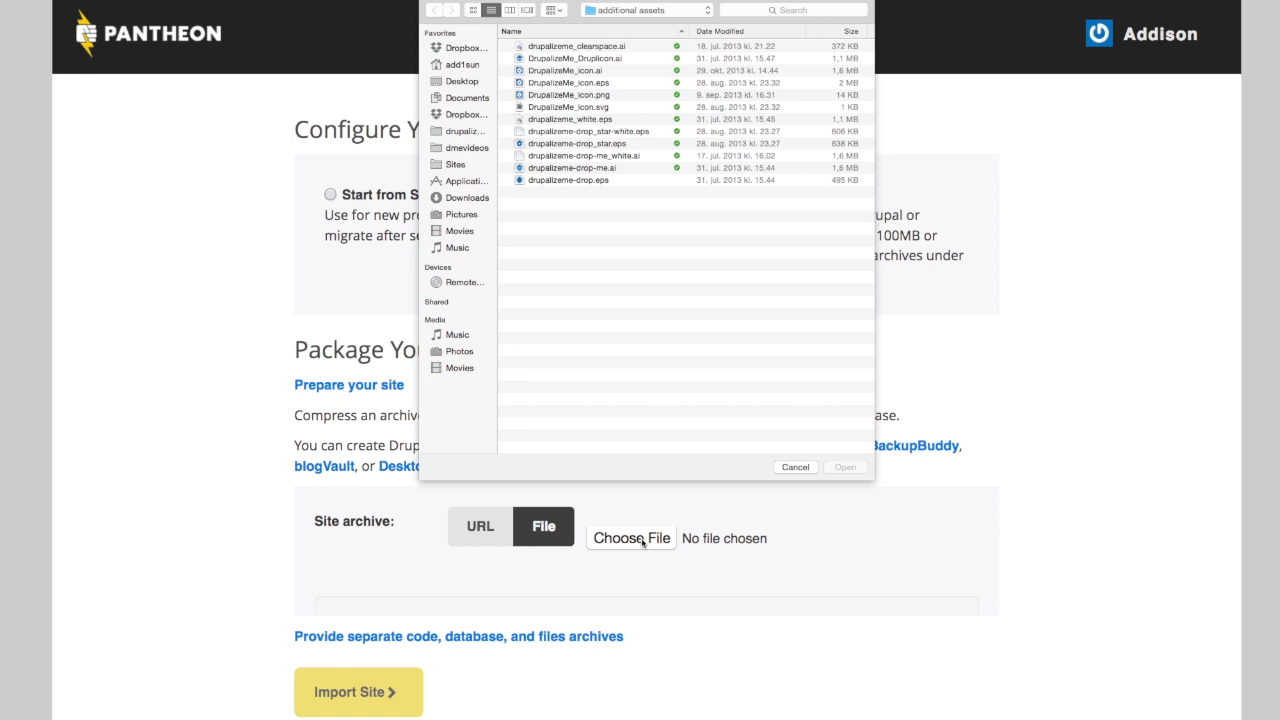 PANTHEON
Addison
additional assets
Search
Favorites
Dropbox...
add1sun
Desktop
Documents
Dropbox...
drupaliz...
dmevideos
Sites
Applicati...
Downloads
Pictures
Movies
Music
Devices
Remote...
Shared
Media
Music
Photos
Movies
Name Date Modified Size
drupalizeme_clearspace.ai 18. jul. 2013 kl. 21.22 372 KB
DrupalizeMe_Druplicon.ai 31. jul. 2013 kl. 15.47 1,1 MB
DrupalizeMe_icon.ai 29. okt. 2013 kl. 14.44 1,6 MB
DrupalizeMe_icon.eps 28. aug. 2013 kl. 23.32 2 MB
DrupalizeMe_icon.png 9. sep. 2013 kl. 16.31 14 KB
DrupalizeMe_icon.svg 28. aug. 2013 kl. 23.32 1 KB
drupalizeme_white.eps 31. jul. 2013 kl. 15.45 1,1 MB
drupalizeme-drop_star-white.eps 28. aug. 2013 kl. 23.27 606 KB
drupalizeme-drop_star.eps 28. aug. 2013 kl. 23.27 638 KB
drupalizeme-drop-me_white.ai 17. jul. 2013 kl. 16.02 1,6 MB
drupalizeme-drop-me.ai 31. jul. 2013 kl. 15.44 1,6 MB
drupalizeme-drop.eps 31. jul. 2013 kl. 15.44 495 KB
Cancel Open
Configure Y
Start from S
Use for new pro upal or
migrate after se 100MB or
archives under
Package You
Prepare your site
Compress an archiv ase.
You can create Drup BackupBuddy,
blogVault, or Deskto
Site archive: URL File Choose File No file chosen
Provide separate code, database, and files archives
Import Site